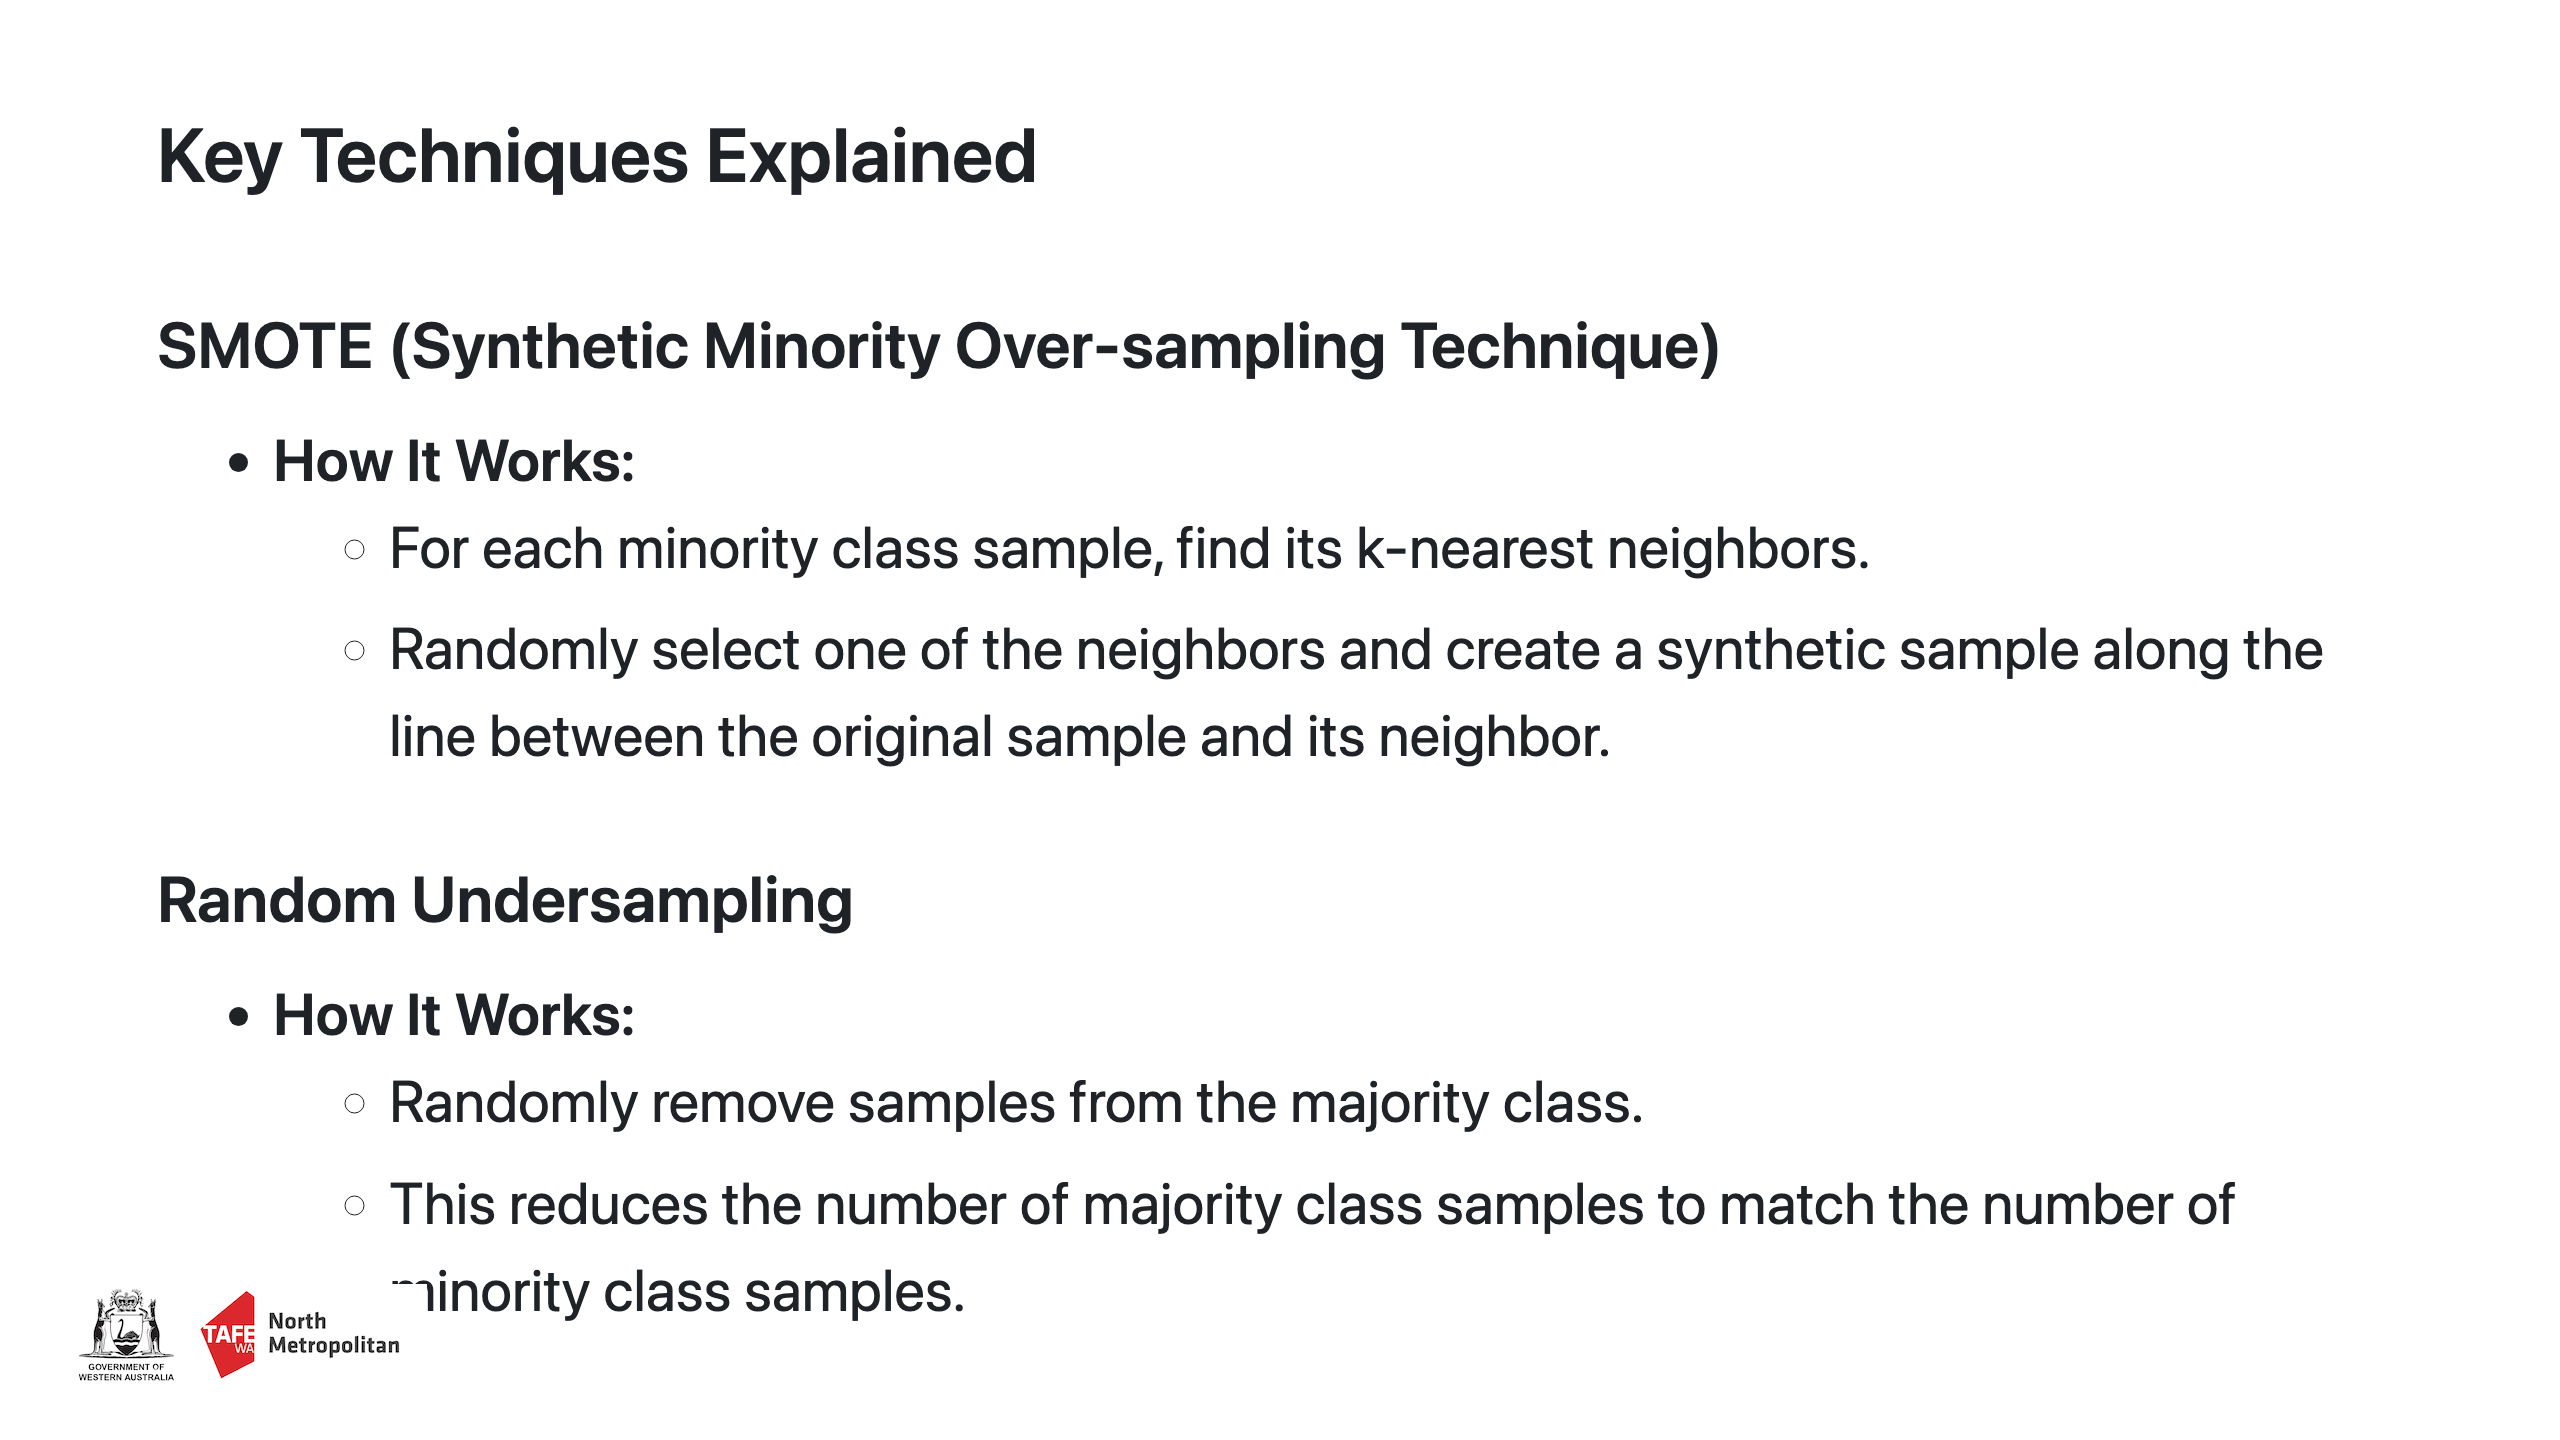 Key Techniques Explained
SMOTE (Synthetic Minority Over-sampling Technique)
• How It Works:
○ For each minority class sample, find its k-nearest neighbors.
○ Randomly select one of the neighbors and create a synthetic sample along the
line between the original sample and its neighbor.
Random Undersampling
• How It Works:
○ Randomly remove samples from the majority class.
○ This reduces the number of majority class samples to match the number of
minority class samples.
GOVERNMENT OF
WESTERN AUSTRALIA
TAFE
WA
North
Metropolitan